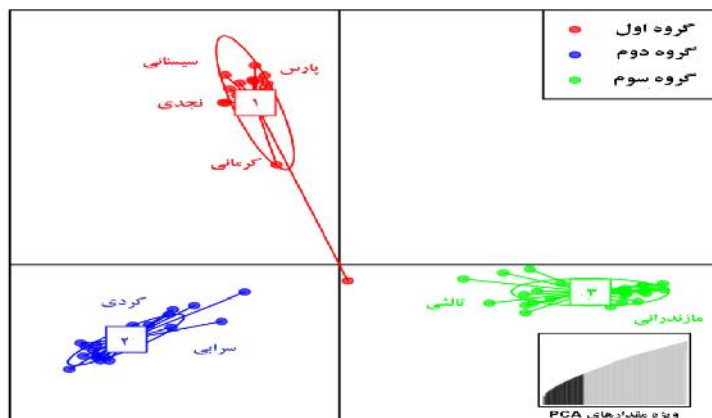 گروه اول
گروه دوم
گروه سوم
سیستانی
پارس
نجدی
۱
کرمانی
کردی
۲
سرابی
تالشی
۳
مازندرانی
ویژه مقدارهای PCA